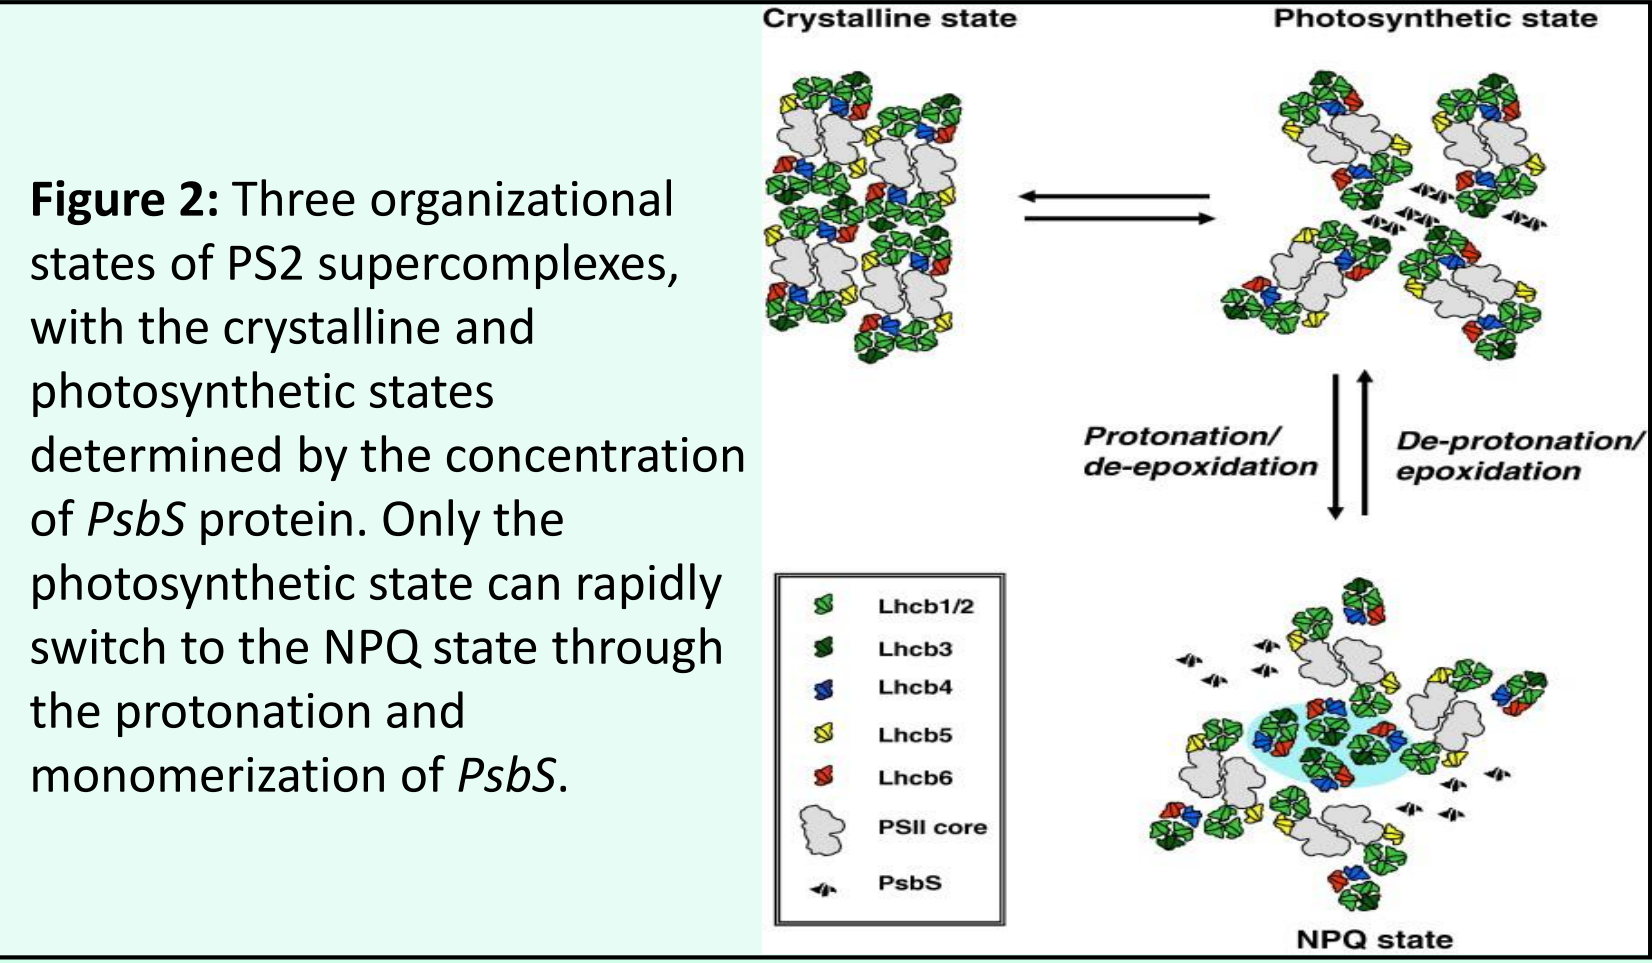 Figure 2: Three organizational
states of PS2 supercomplexes,
with the crystalline and
photosynthetic states
determined by the concentration
of PsbS protein. Only the
photosynthetic state can rapidly
switch to the NPQ state through
the protonation and
monomerization of PsbS.
Crystalline state
Photosynthetic state
Protonation/
de-epoxidation
De-protonation/
epoxidation
Lhcb1/2
Lhcb3
Lhcb4
Lhcb5
Lhcb6
PSII core
PsbS
NPQ state